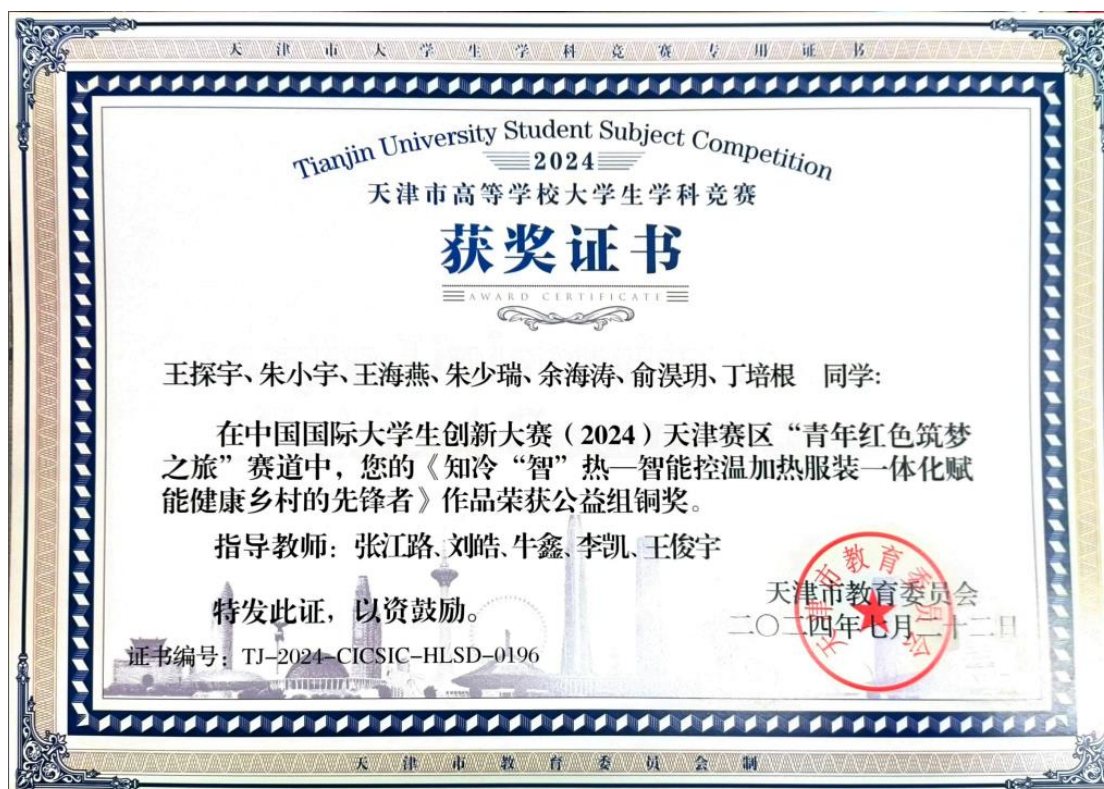 天津市大学生学科竞赛专用证书
Tianjin University Student Subject Competition
2024
天津市高等学校大学生学科竞赛
获奖证书
AWARD CERTIFICATE
王探宇、朱小宇、王海燕、朱少瑞、余海涛、俞淏玥、丁培根 同学:
在中国国际大学生创新大赛（2024）天津赛区“青年红色筑梦
之旅”赛道中，您的《知冷“智”热—智能控温加热服装一体化赋
能健康乡村的先锋者》作品荣获公益组铜奖。
指导教师：张江路、刘皓、牛鑫、李凯、王俊宇
特发此证，以资鼓励。
天津市教育委员会
二〇二四年七月二十二日
天津市教育委员会
证书编号：TJ-2024-CICSIC-HLSD-0196
天津市教育委员会制